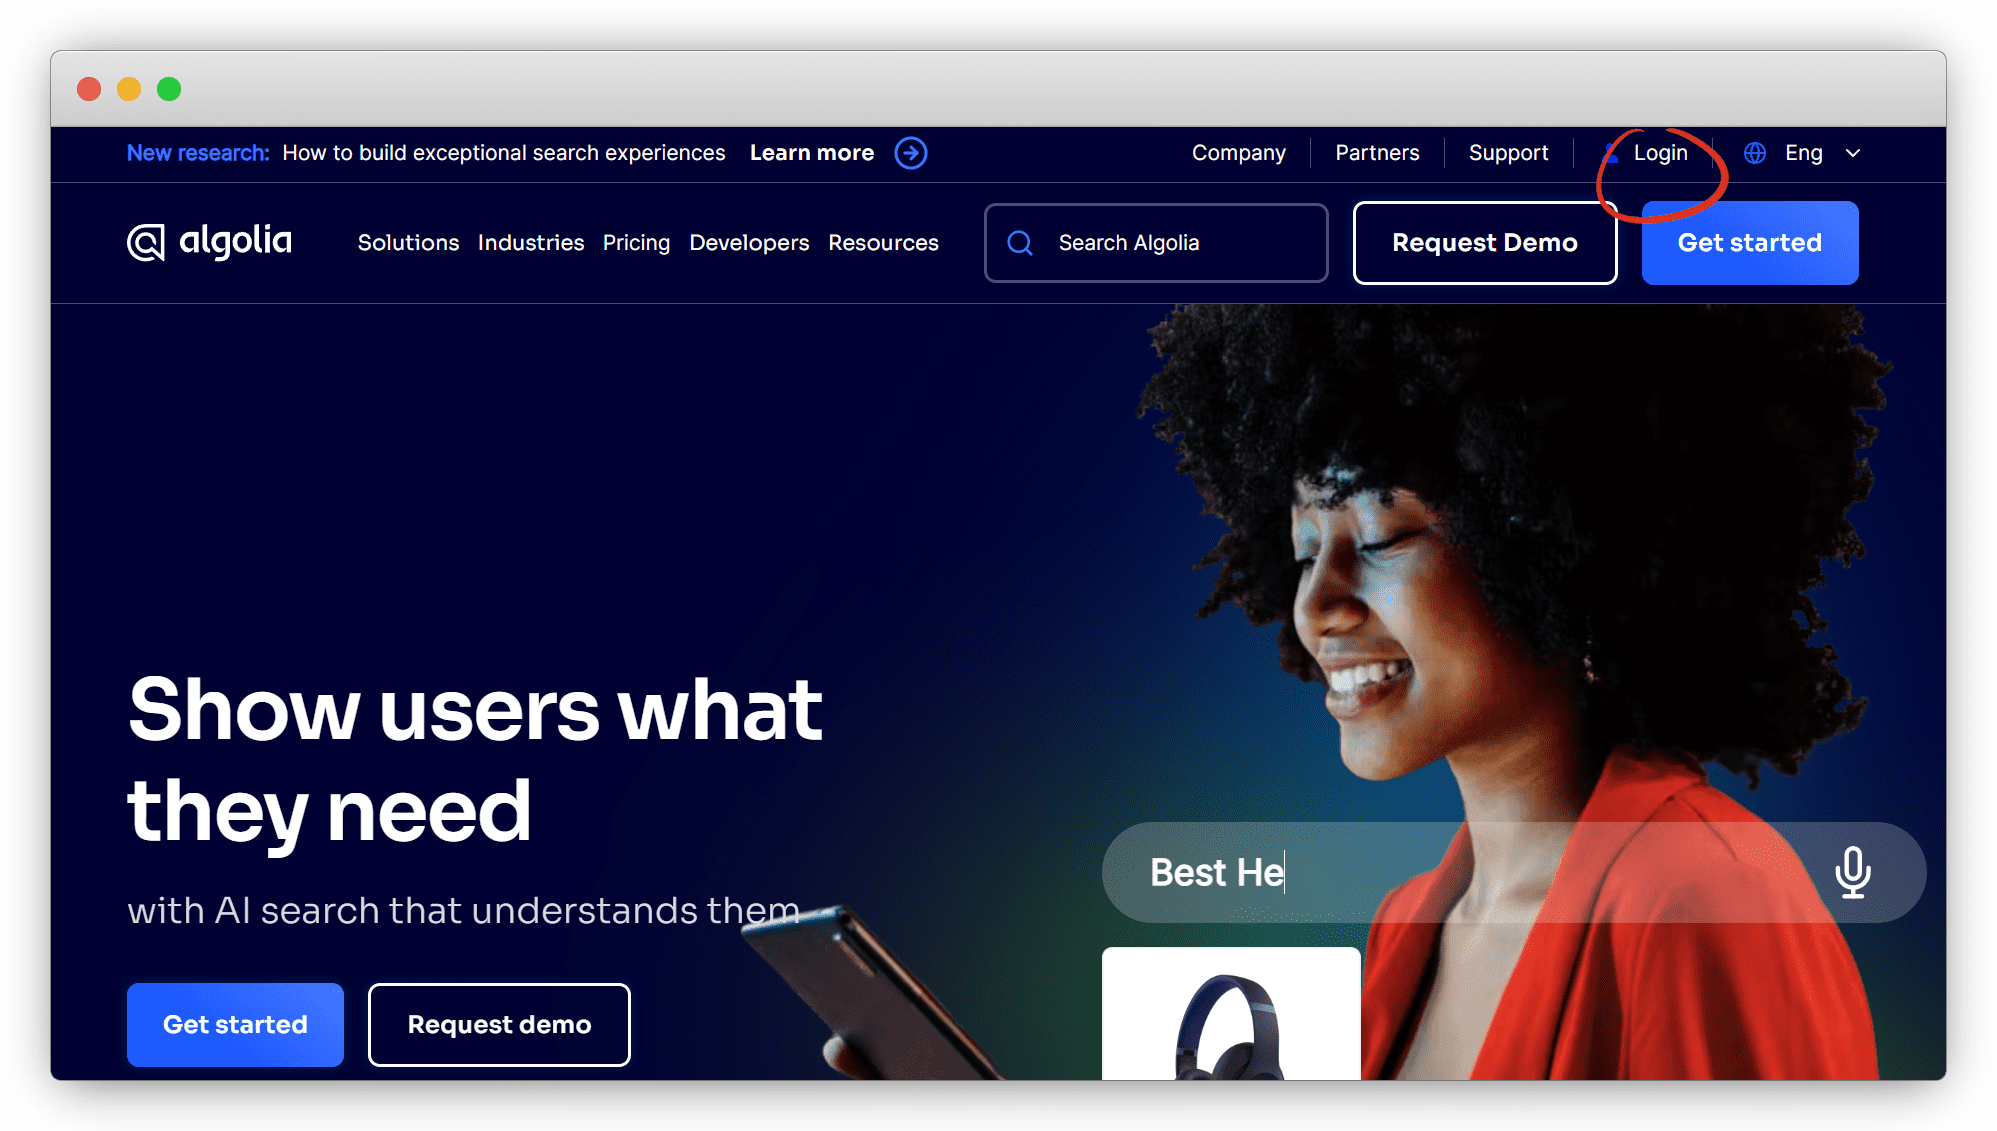 New research: How to build exceptional search experiences Learn more
Company Partners Support Login Eng
algolia Solutions Industries Pricing Developers Resources Search Algolia Request Demo Get started
Show users what
they need
with AI search that understands them
Best He
Get started Request demo